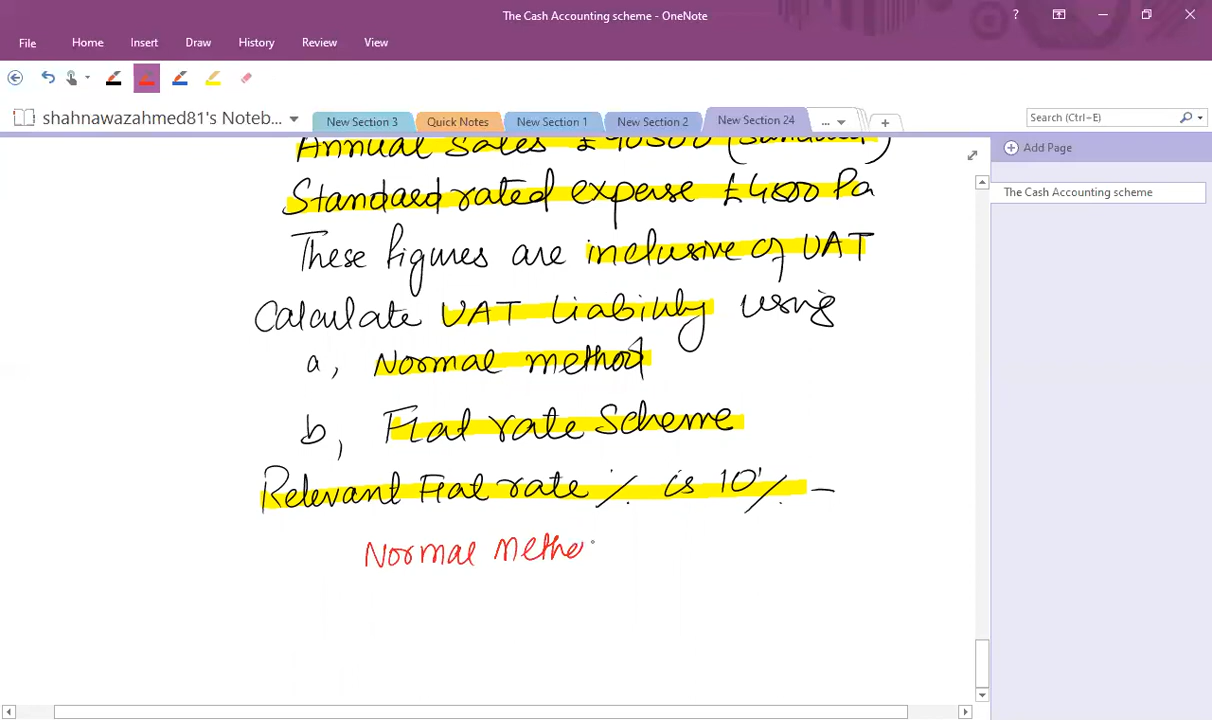 The Cash Accounting scheme - OneNote
?
File Home Insert Draw History Review View
shahnawazahmed81's Noteb... New Section 3 Quick Notes New Section 1 New Section 2 New Section 24 ... + Search (Ctrl+E)
Add Page
The Cash Accounting scheme
Annual Sales
Standard rated expense £4800 Pa
These figures are inclusive of VAT
Calculate VAT Liability using
a, Normal method
b, Flat rate Scheme
Relevant Flat rate % is 10% -
Normal Metho